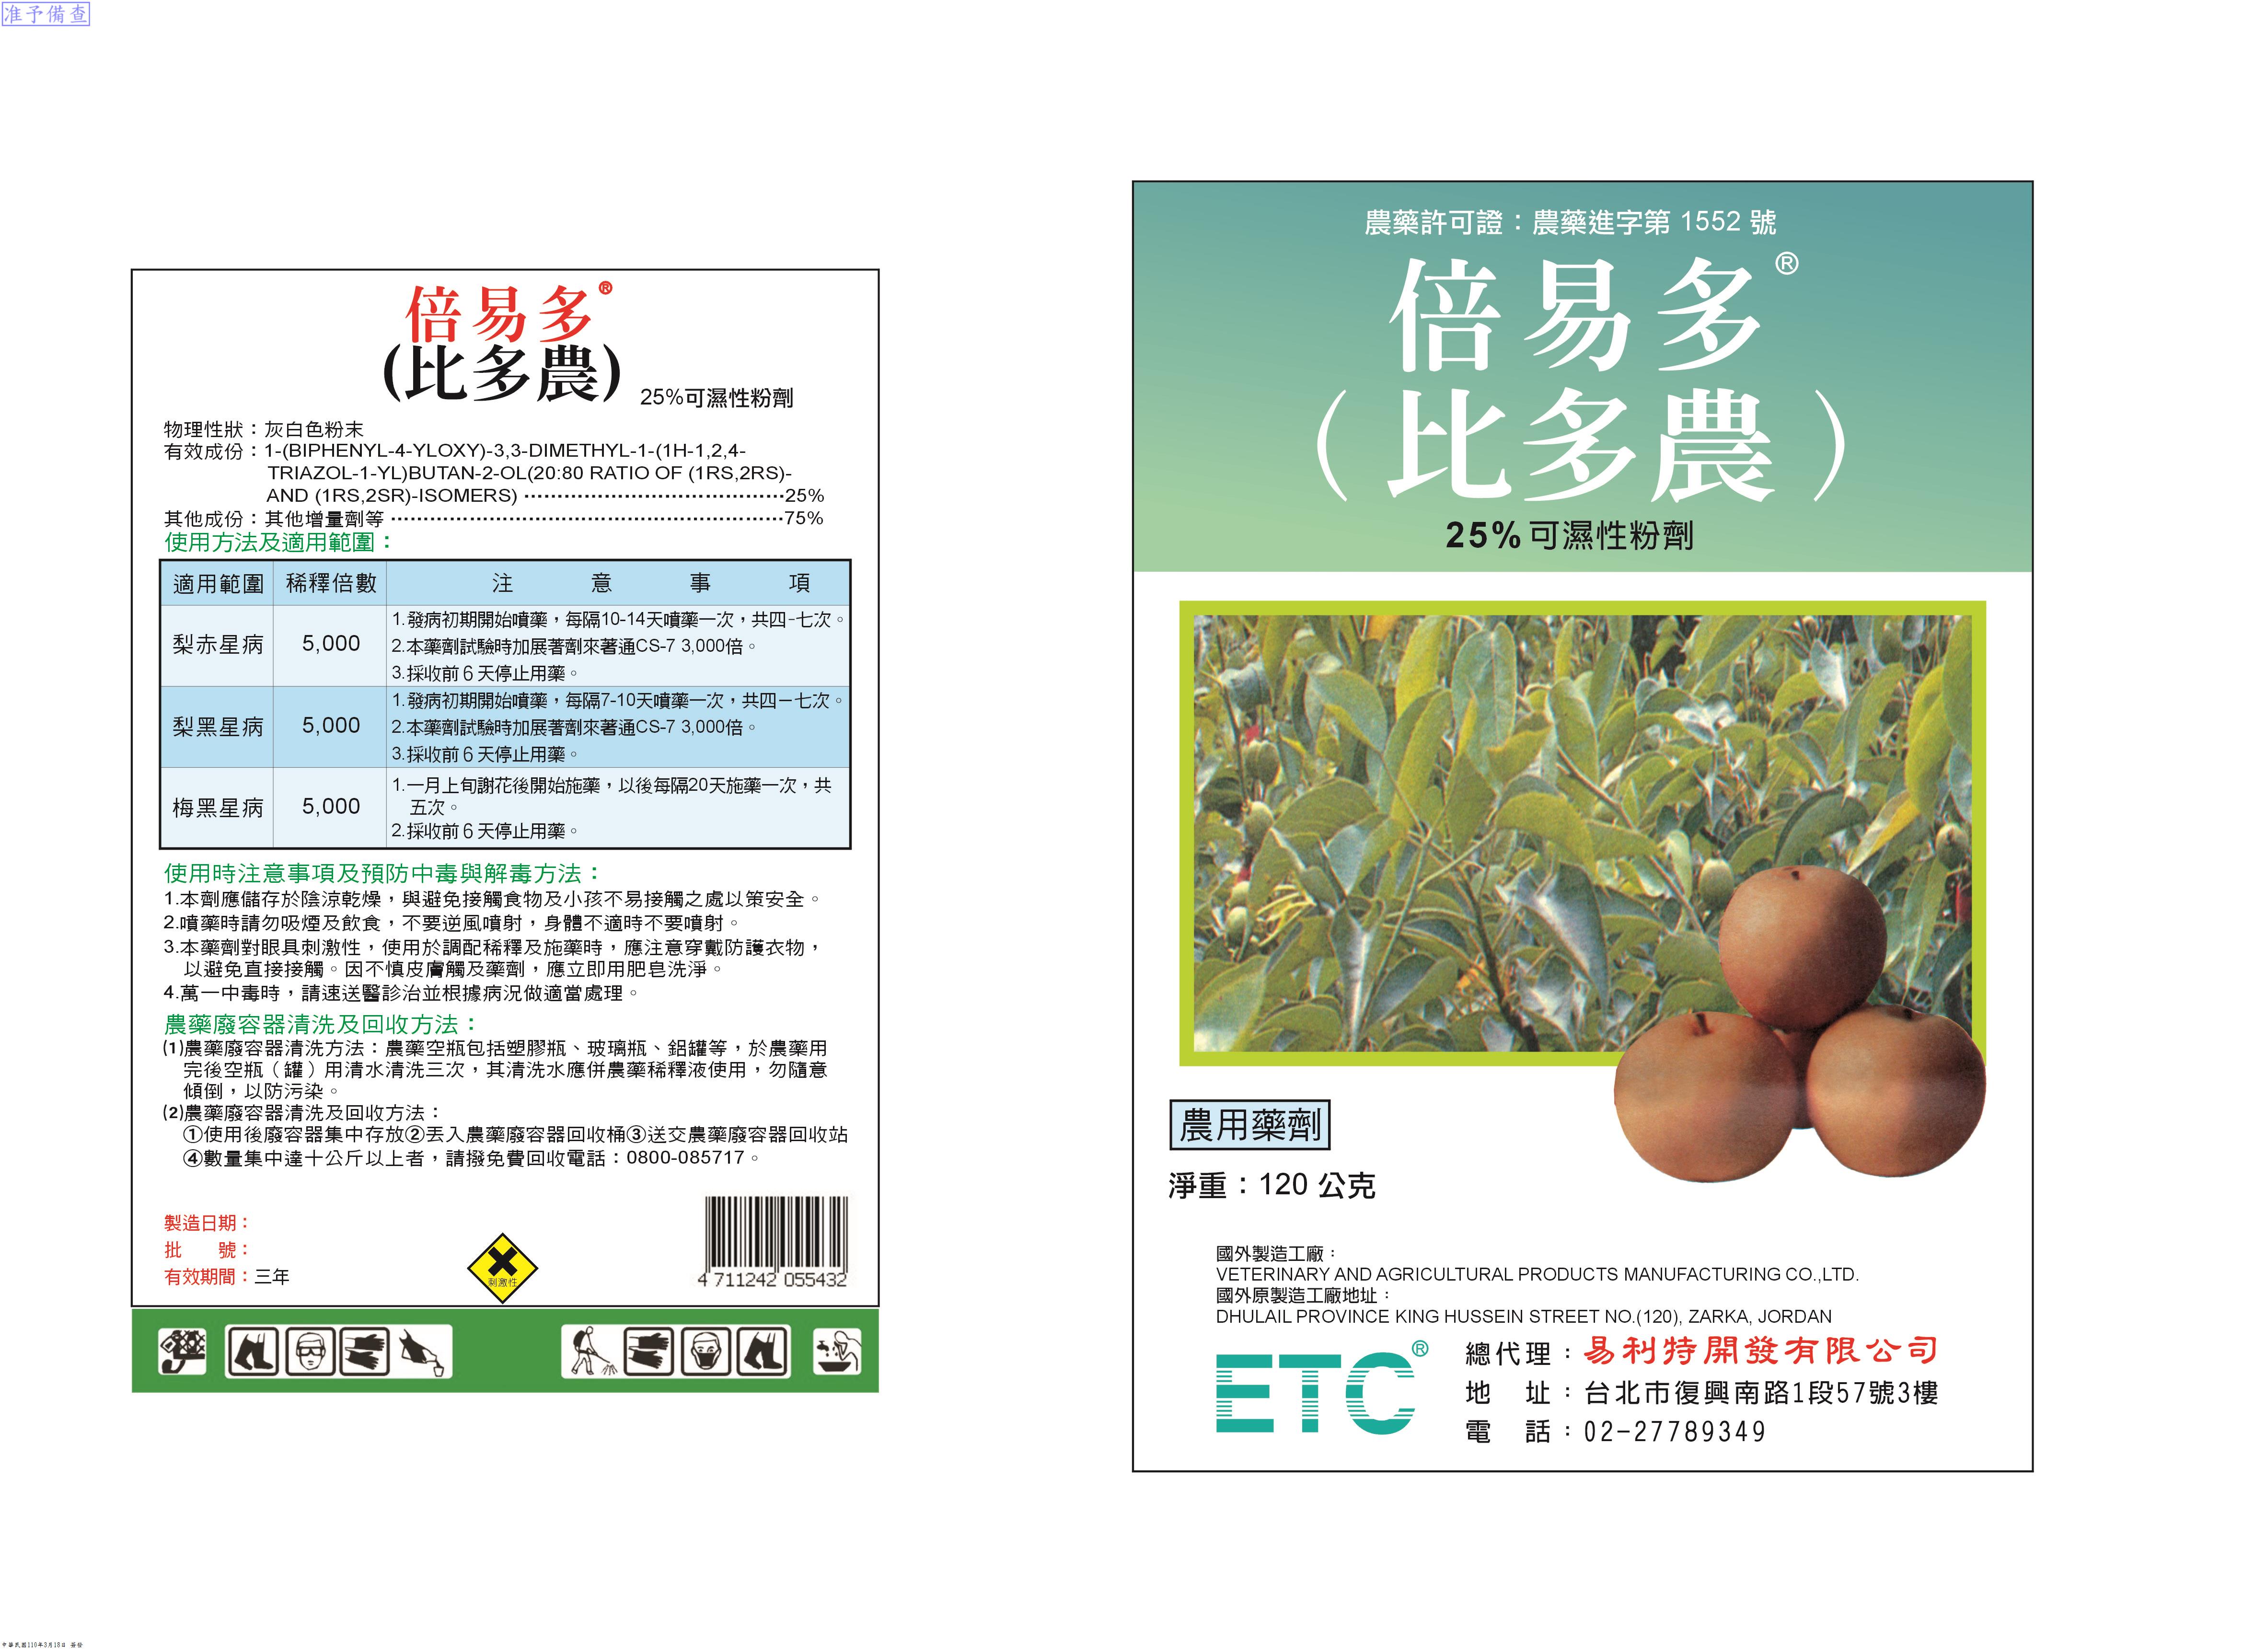 准予備查
倍易多®
(比多農)
25%可濕性粉劑
物理性狀：灰白色粉末
有效成份：1-(BIPHENYL-4-YLOXY)-3,3-DIMETHYL-1-(1H-1,2,4-
TRIAZOL-1-YL)BUTAN-2-OL(20:80 RATIO OF (1RS,2RS)-
AND (1RS,2SR)-ISOMERS) ⋯⋯⋯⋯⋯⋯⋯⋯⋯⋯⋯⋯25%
其他成份：其他增量劑等 ⋯⋯⋯⋯⋯⋯⋯⋯⋯⋯⋯⋯⋯⋯⋯⋯75%
使用方法及適用範圍：
適用範圍 稀釋倍數 注意事項
梨赤星病 5,000
1.發病初期開始噴藥，每隔10-14天噴藥一次，共四-七次。
2.本藥劑試驗時加展著劑來著通CS-7 3,000倍。
3.採收前６天停止用藥。
梨黑星病 5,000
1.發病初期開始噴藥，每隔7-10天噴藥一次，共四－七次。
2.本藥劑試驗時加展著劑來著通CS-7 3,000倍。
3.採收前６天停止用藥。
梅黑星病 5,000
1.一月上旬謝花後開始施藥，以後每隔20天施藥一次，共
五次。
2.採收前６天停止用藥。
使用時注意事項及預防中毒與解毒方法：
1.本劑應儲存於陰涼乾燥，與避免接觸食物及小孩不易接觸之處以策安全。
2.噴藥時請勿吸煙及飲食，不要逆風噴射，身體不適時不要噴射。
3.本藥劑對眼具刺激性，使用於調配稀釋及施藥時，應注意穿戴防護衣物，
以避免直接接觸。因不慎皮膚觸及藥劑，應立即用肥皂洗淨。
4.萬一中毒時，請速送醫診治並根據病況做適當處理。
農藥廢容器清洗及回收方法：
(1)農藥廢容器清洗方法：農藥空瓶包括塑膠瓶、玻璃瓶、鋁罐等，於農藥用
完後空瓶（罐）用清水清洗三次，其清洗水應併農藥稀釋液使用，勿隨意
傾倒，以防污染。
(2)農藥廢容器清洗及回收方法：
①使用後廢容器集中存放②丟入農藥廢容器回收桶③送交農藥廢容器回收站
④數量集中達十公斤以上者，請撥免費回收電話：0800-085717。
製造日期：
批　號：
有效期間：三年
刺激性
4 711242 055432
農藥許可證：農藥進字第 1552 號
倍易多®
（比多農）
25%可濕性粉劑
農用藥劑
淨重：120 公克
國外製造工廠：
VETERINARY AND AGRICULTURAL PRODUCTS MANUFACTURING CO.,LTD.
國外原製造工廠地址：
DHULAIL PROVINCE KING HUSSEIN STREET NO.(120), ZARKA, JORDAN
ETC®
總代理：易利特開發有限公司
地　址：台北市復興南路1段57號3樓
電　話：02-27789349
中華民國110年3月18日 簽發